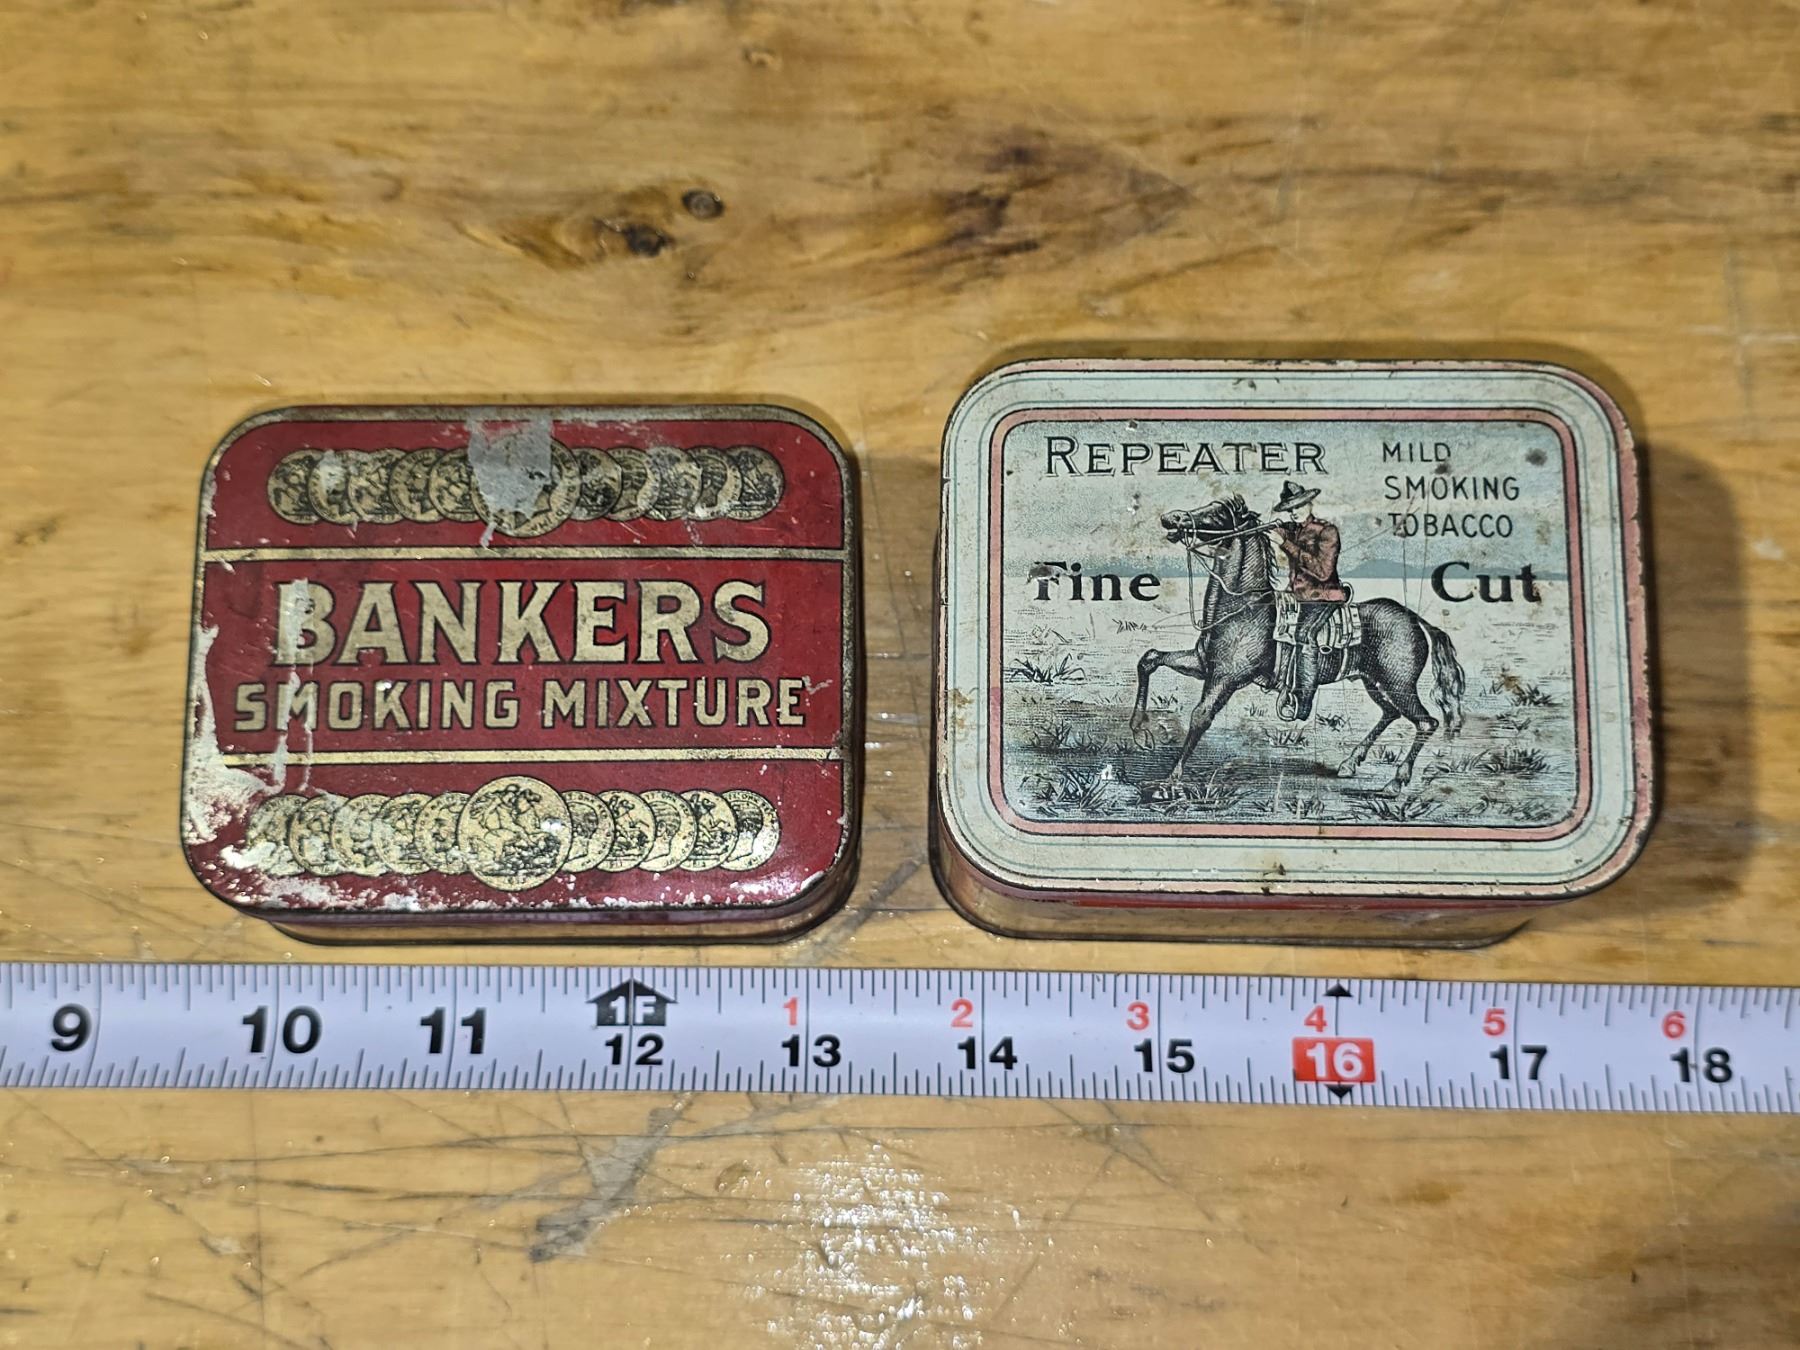 BANKERS
SMOKING MIXTURE
REPEATER
MILD
SMOKING
TOBACCO
Fine Cut
1F 1 2 3 4 5 6
9 10 11 12 13 14 15 16 17 18